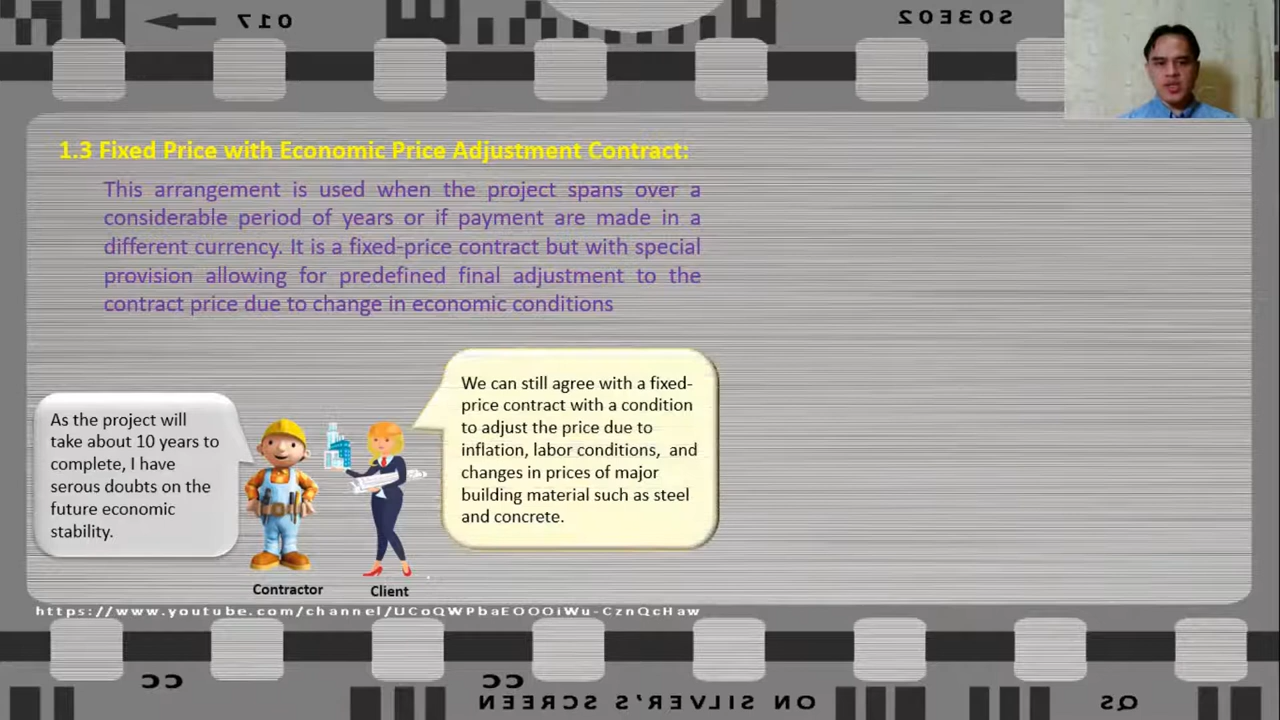 017
S03E02
1.3 Fixed Price with Economic Price Adjustment Contract:
This arrangement is used when the project spans over a
considerable period of years or if payment are made in a
different currency. It is a fixed-price contract but with special
provision allowing for predefined final adjustment to the
contract price due to change in economic conditions
As the project will
take about 10 years to
complete, I have
serous doubts on the
future economic
stability.
We can still agree with a fixed-
price contract with a condition
to adjust the price due to
inflation, labor conditions, and
changes in prices of major
building material such as steel
and concrete.
Contractor
Client
https://www.youtube.com/channel/UCoQWPbaEOOOiWu-CznQcHaw
CC
CC
ON SILVER'S SCREEN
QS